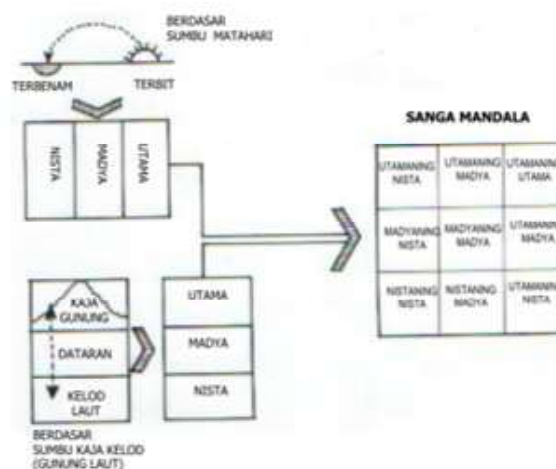 BERDASAR
SUMBU MATAHARI
TERBENAM
TERBIT
NISTA
MADYA
UTAMA
KAJA
GUNUNG
DATARAN
KELOD
LAUT
BERDASAR
SUMBU KAJA KELOD
(GUNUNG LAUT)
UTAMA
MADYA
NISTA
SANGA MANDALA
UTAMANING
NISTA
UTAMANING
MADYA
UTAMANING
UTAMA
MADYANING
NISTA
MADYANING
MADYA
UTAMANING
MADYA
NISTANING
NISTA
NISTANING
MADYA
UTAMANING
NISTA